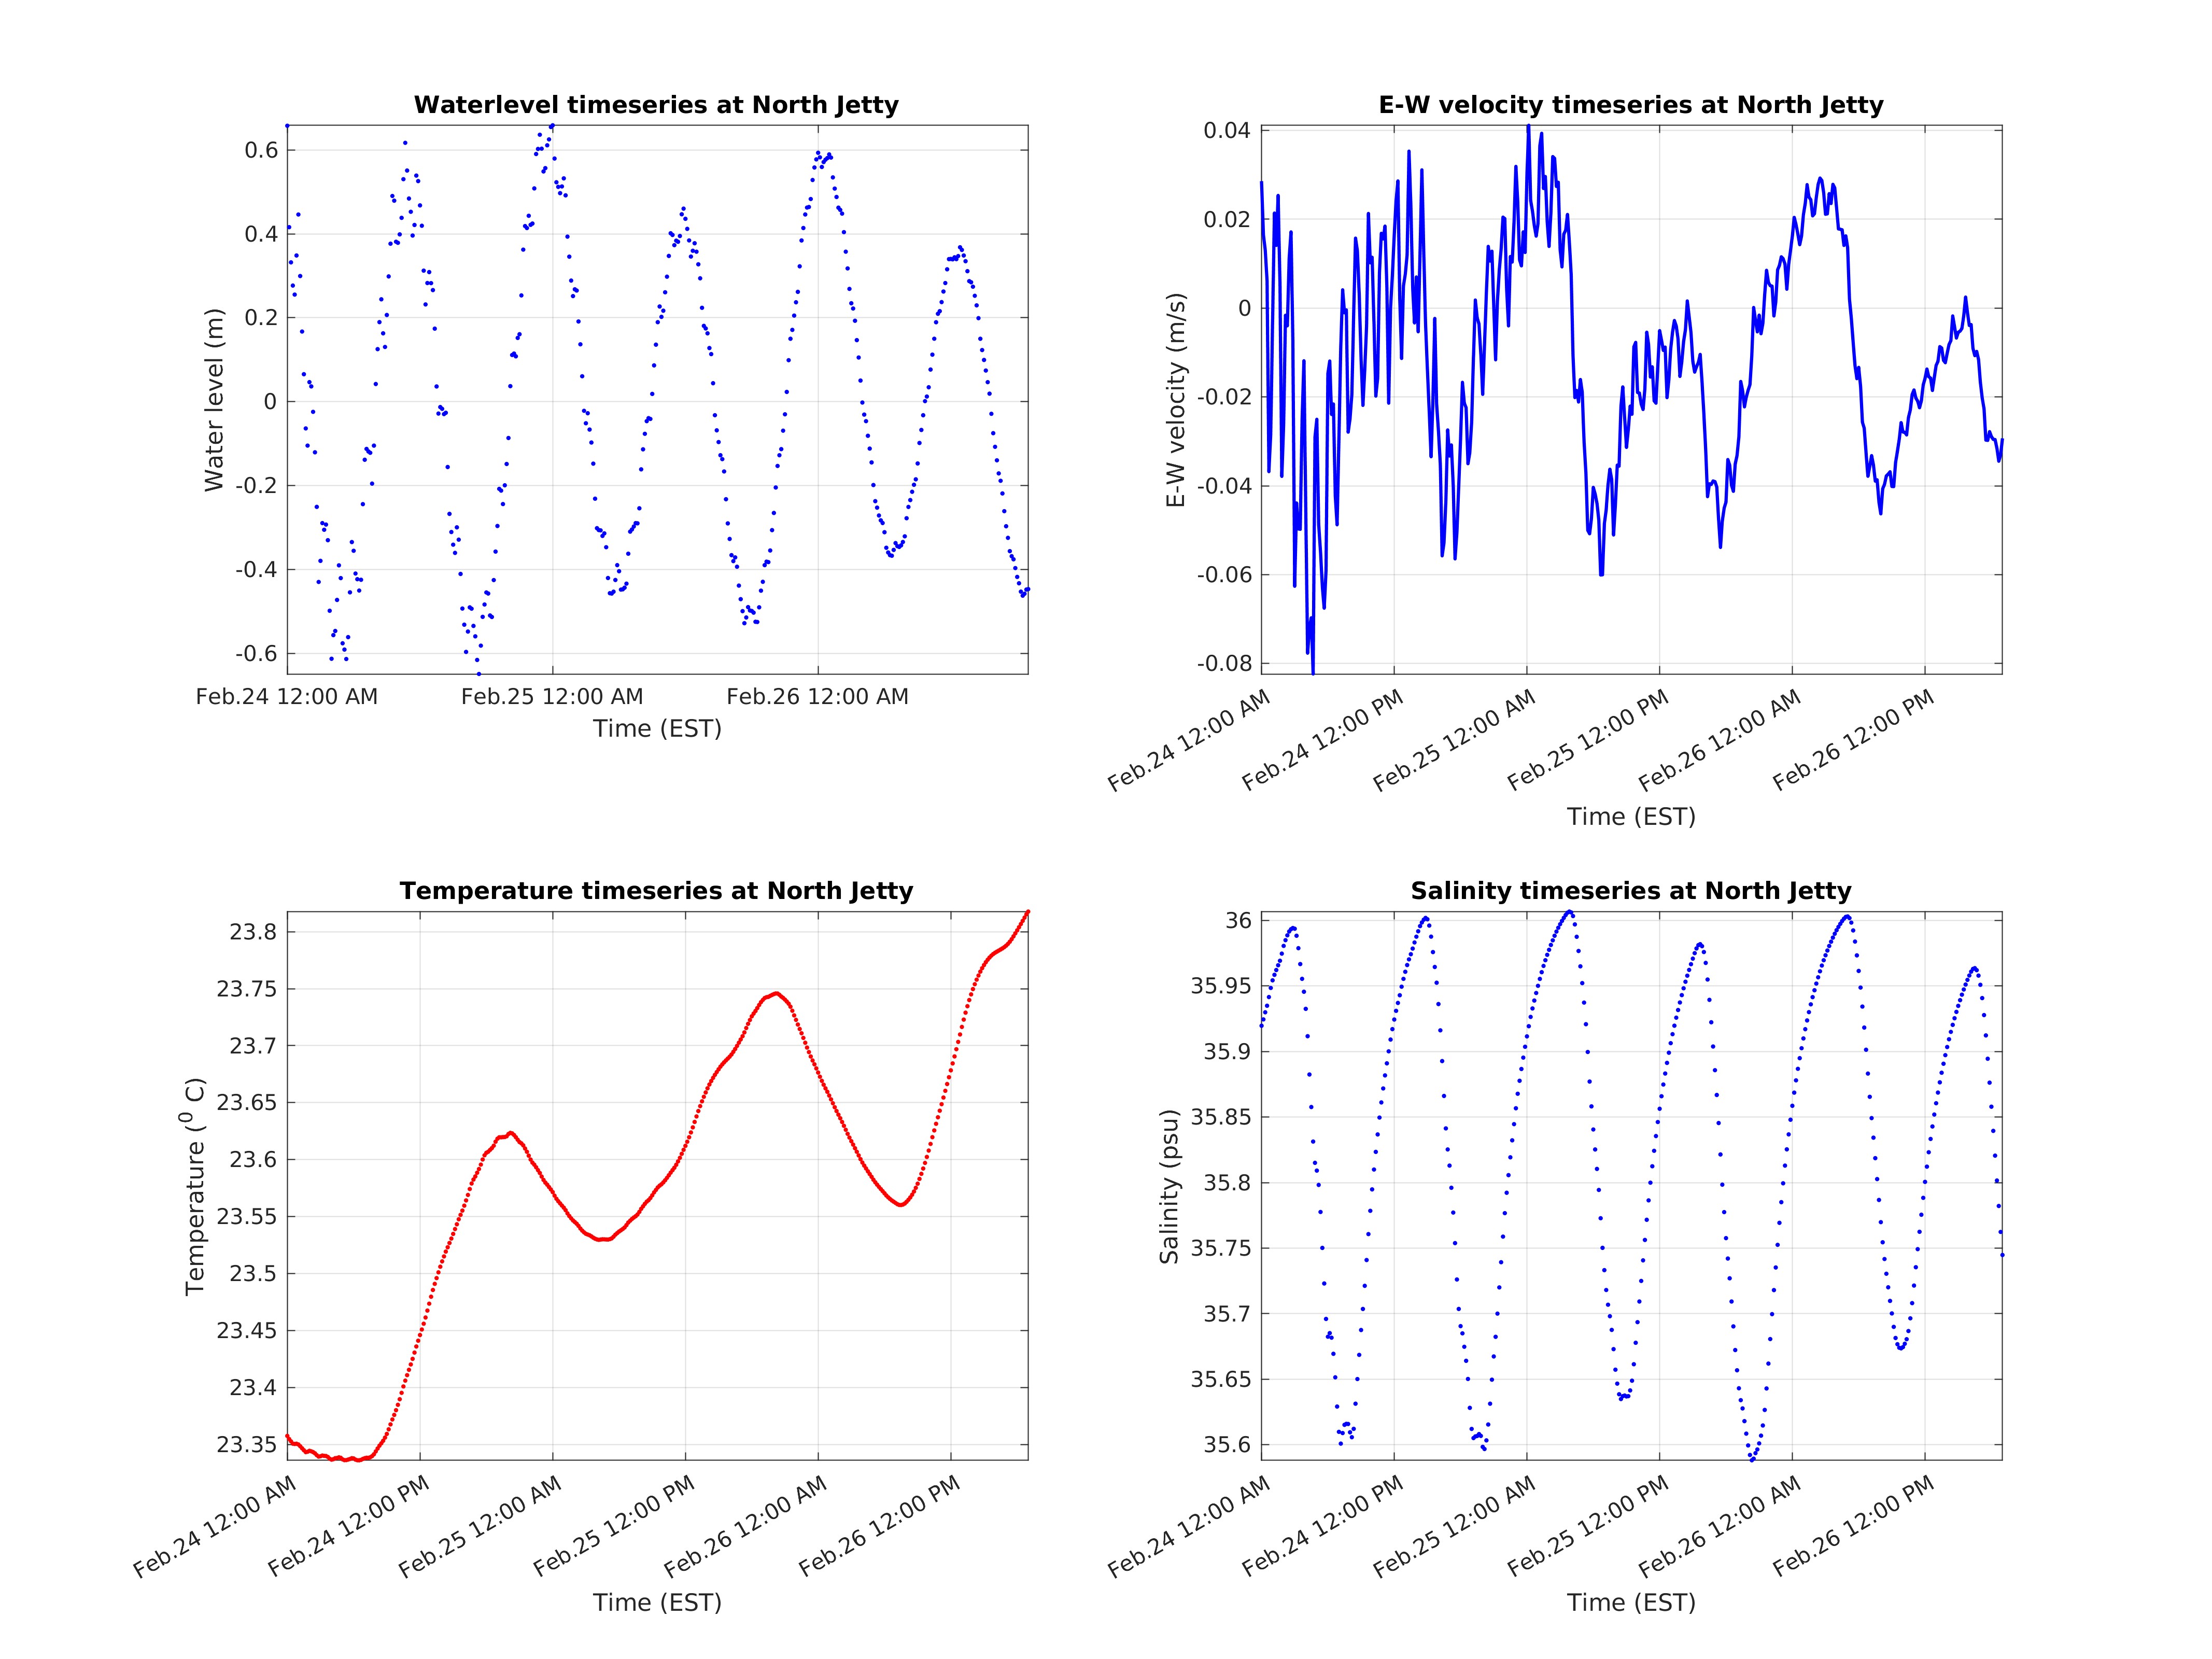 Waterlevel timeseries at North Jetty
0.6
0.4
0.2
0
-0.2
-0.4
-0.6
Water level (m)
Feb.24 12:00 AM
Feb.25 12:00 AM
Feb.26 12:00 AM
Time (EST)
E-W velocity timeseries at North Jetty
0.04
0.02
0
-0.02
-0.04
-0.06
-0.08
E-W velocity (m/s)
Feb.24 12:00 AM
Feb.24 12:00 PM
Feb.25 12:00 AM
Feb.25 12:00 PM
Feb.26 12:00 AM
Feb.26 12:00 PM
Time (EST)
Temperature timeseries at North Jetty
23.8
23.75
23.7
23.65
23.6
23.55
23.5
23.45
23.4
23.35
Temperature (⁰ C)
Feb.24 12:00 AM
Feb.24 12:00 PM
Feb.25 12:00 AM
Feb.25 12:00 PM
Feb.26 12:00 AM
Feb.26 12:00 PM
Time (EST)
Salinity timeseries at North Jetty
36
35.95
35.9
35.85
35.8
35.75
35.7
35.65
35.6
Salinity (psu)
Feb.24 12:00 AM
Feb.24 12:00 PM
Feb.25 12:00 AM
Feb.25 12:00 PM
Feb.26 12:00 AM
Feb.26 12:00 PM
Time (EST)